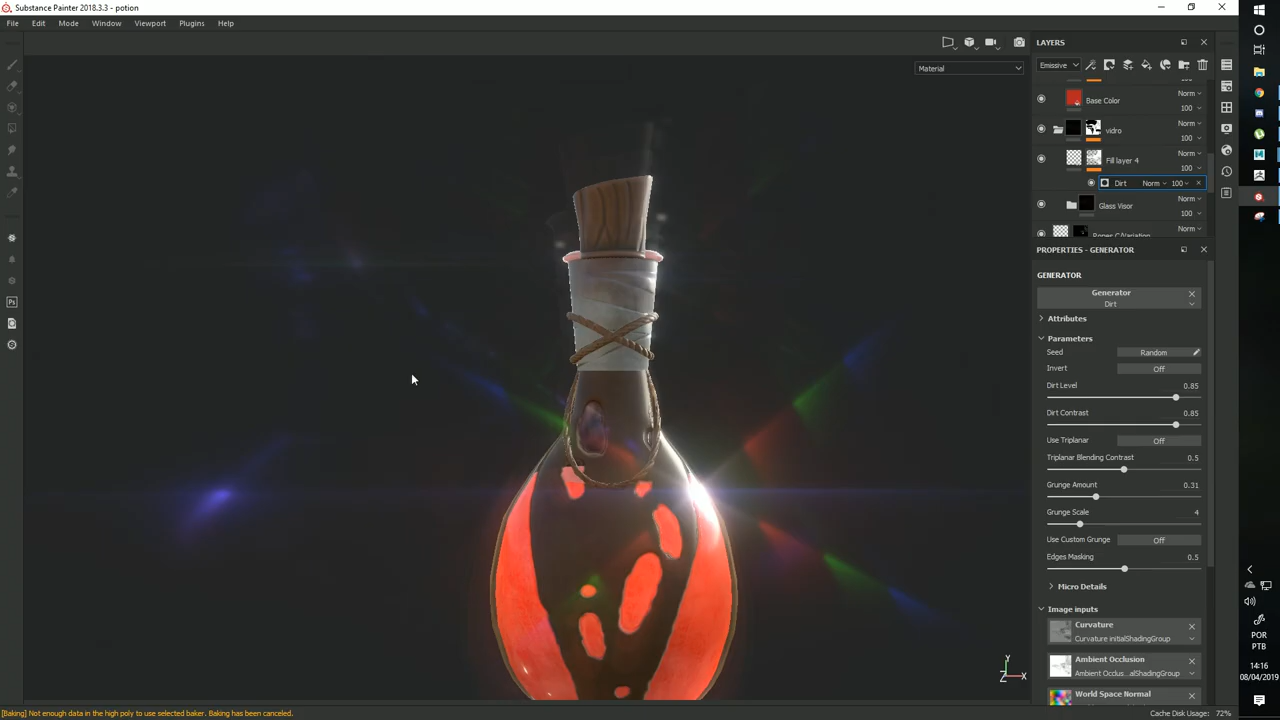 Substance Painter 2018.3.3 - potion
File Edit Mode Window Viewport Plugins Help
Material
LAYERS
Emissive
100
Base Color Norm
100
vidro Norm
100
Fill layer 4 Norm
100
Dirt Norm 100
Glass Visor Norm
100
Norm
PROPERTIES - GENERATOR
GENERATOR
Generator
Dirt
Attributes
Parameters
Seed Random
Invert Off
Dirt Level 0.85
Dirt Contrast 0.85
Use Triplanar Off
Triplanar Blending Contrast 0.5
Grunge Amount 0.31
Grunge Scale 4
Use Custom Grunge Off
Edges Masking 0.5
Micro Details
Image inputs
Curvature
Curvature initialShadingGroup
Ambient Occlusion
Ambient Occlus...alShadingGroup
World Space Normal
Ps
Y
Z X
POR
PTB
14:16
08/04/2019
[Baking] Not enough data in the high poly to use selected baker. Baking has been canceled.
Cache Disk Usage: 72%